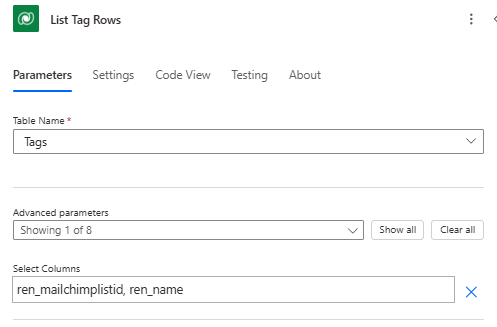 List Tag Rows
Parameters Settings Code View Testing About
Table Name *
Tags
Advanced parameters
Showing 1 of 8 Show all Clear all
Select Columns
ren_mailchimplistid, ren_name